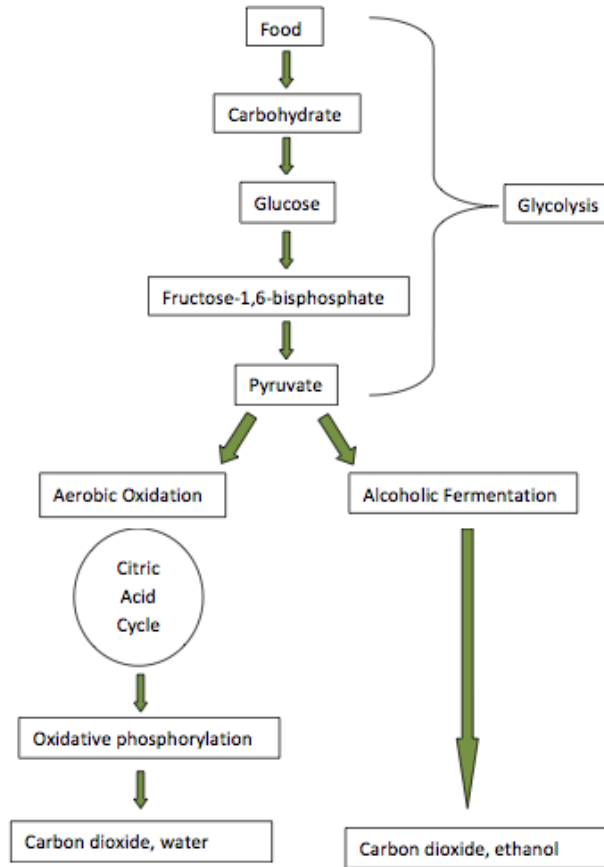 Food
Carbohydrate
Glucose
Glycolysis
Fructose-1,6-bisphosphate
Pyruvate
Aerobic Oxidation
Alcoholic Fermentation
Citric
Acid
Cycle
Oxidative phosphorylation
Carbon dioxide, water
Carbon dioxide, ethanol